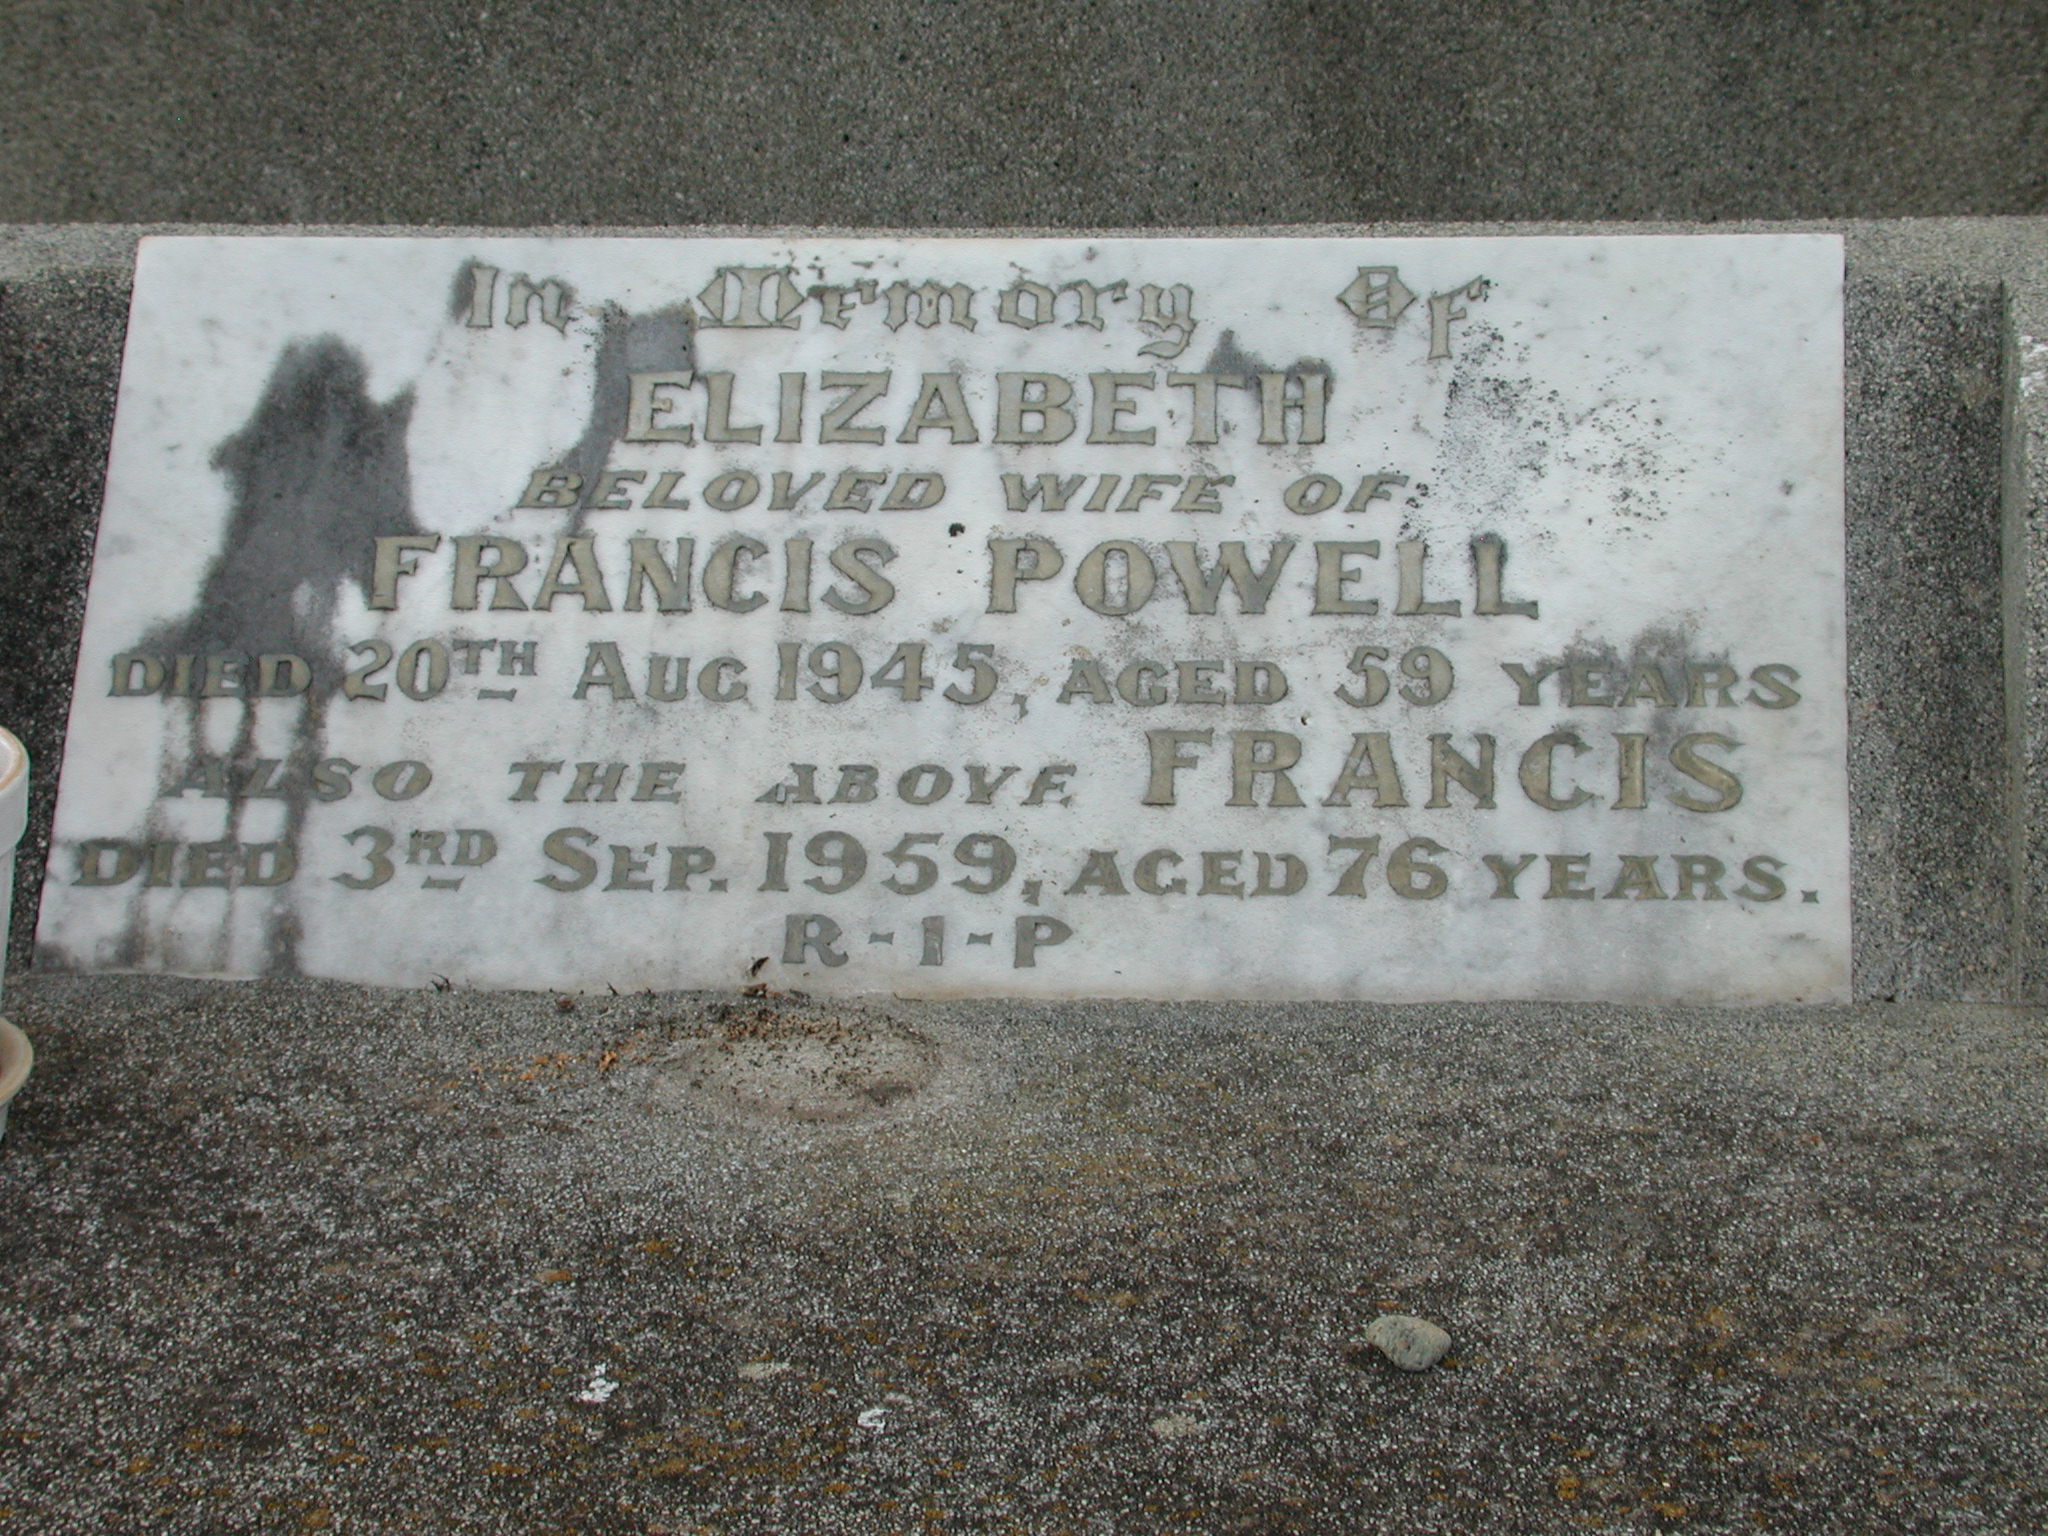 In Memory Of
ELIZABETH
BELOVED WIFE OF
FRANCIS POWELL
DIED 20TH AUG 1945, AGED 59 YEARS
ALSO THE ABOVE FRANCIS
DIED 3RD SEP. 1959, AGED 76 YEARS.
R-I-P